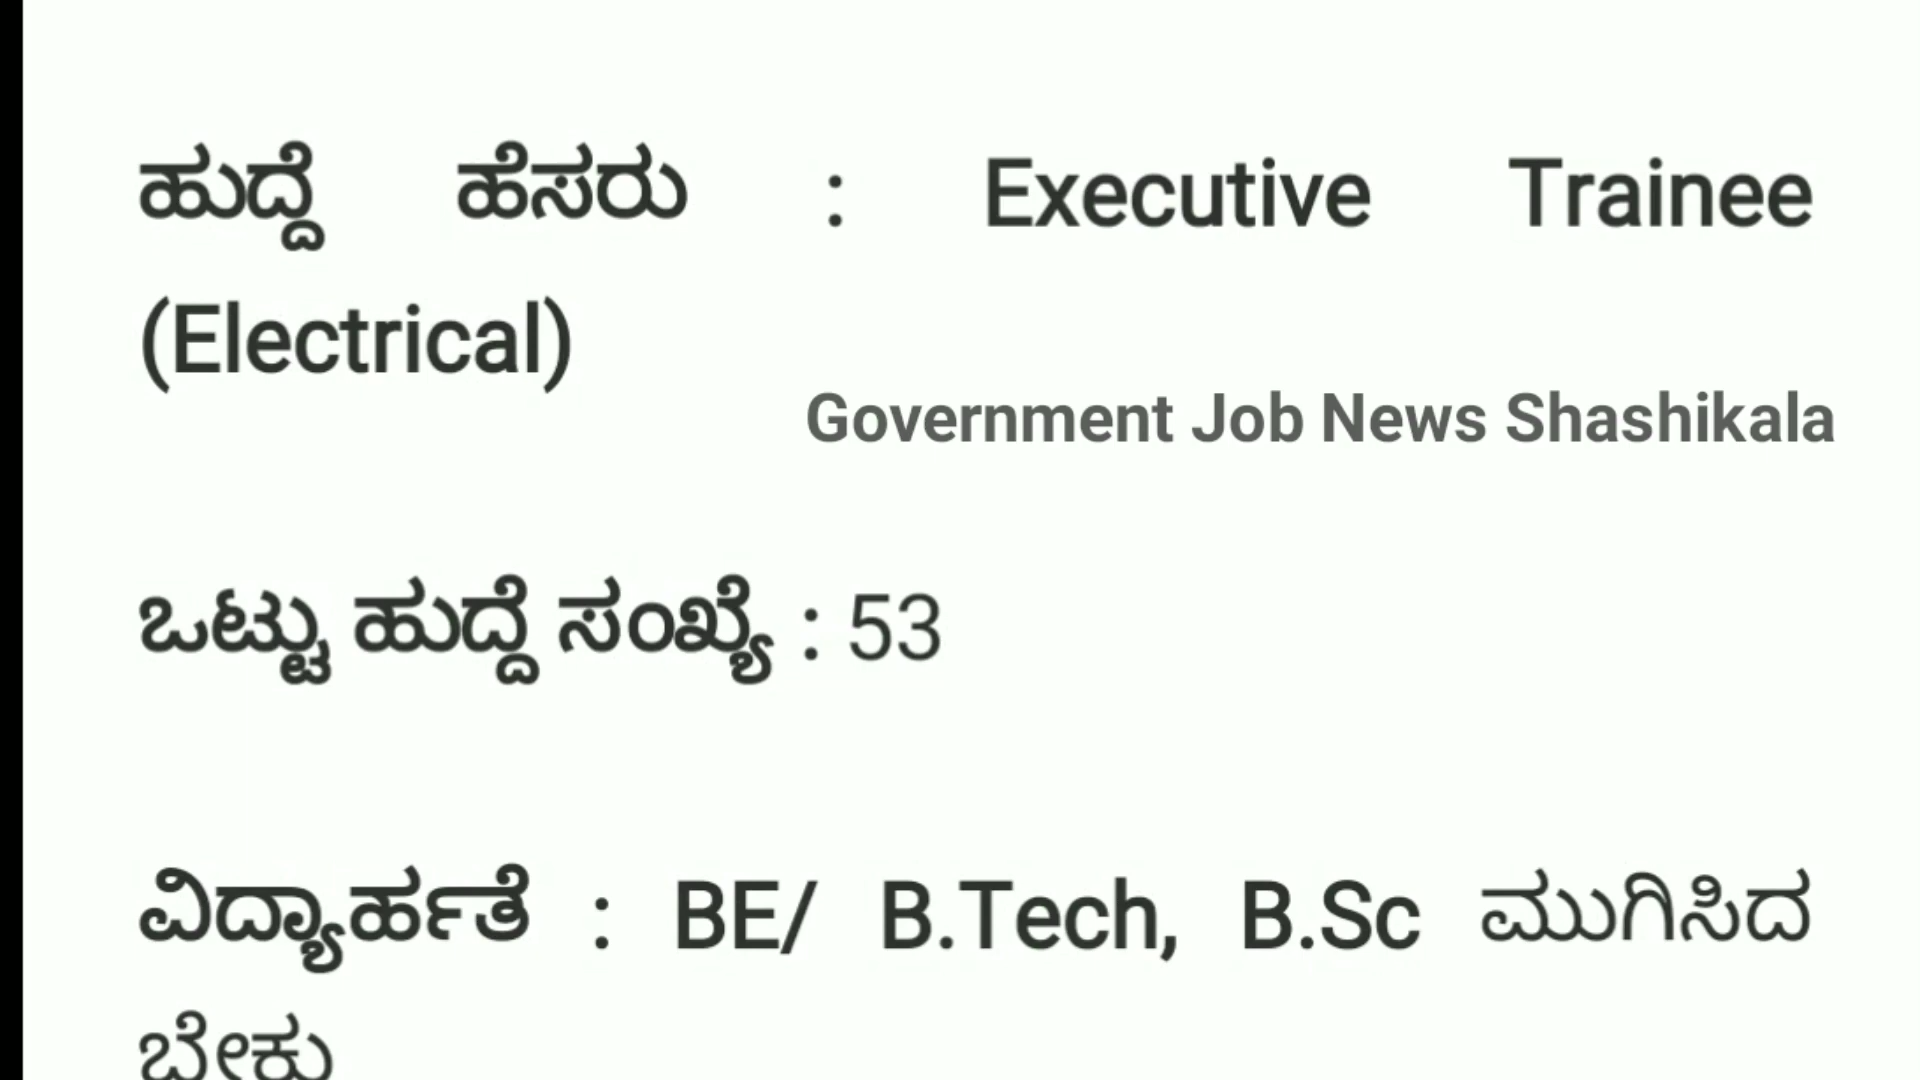 ಹುದ್ದೆ ಹೆಸರು : Executive Trainee
(Electrical)
Government Job News Shashikala
ಒಟ್ಟು ಹುದ್ದೆ ಸಂಖ್ಯೆ : 53
ವಿದ್ಯಾರ್ಹತೆ : BE/ B.Tech, B.Sc ಮುಗಿಸಿದ
ಬೇಕು